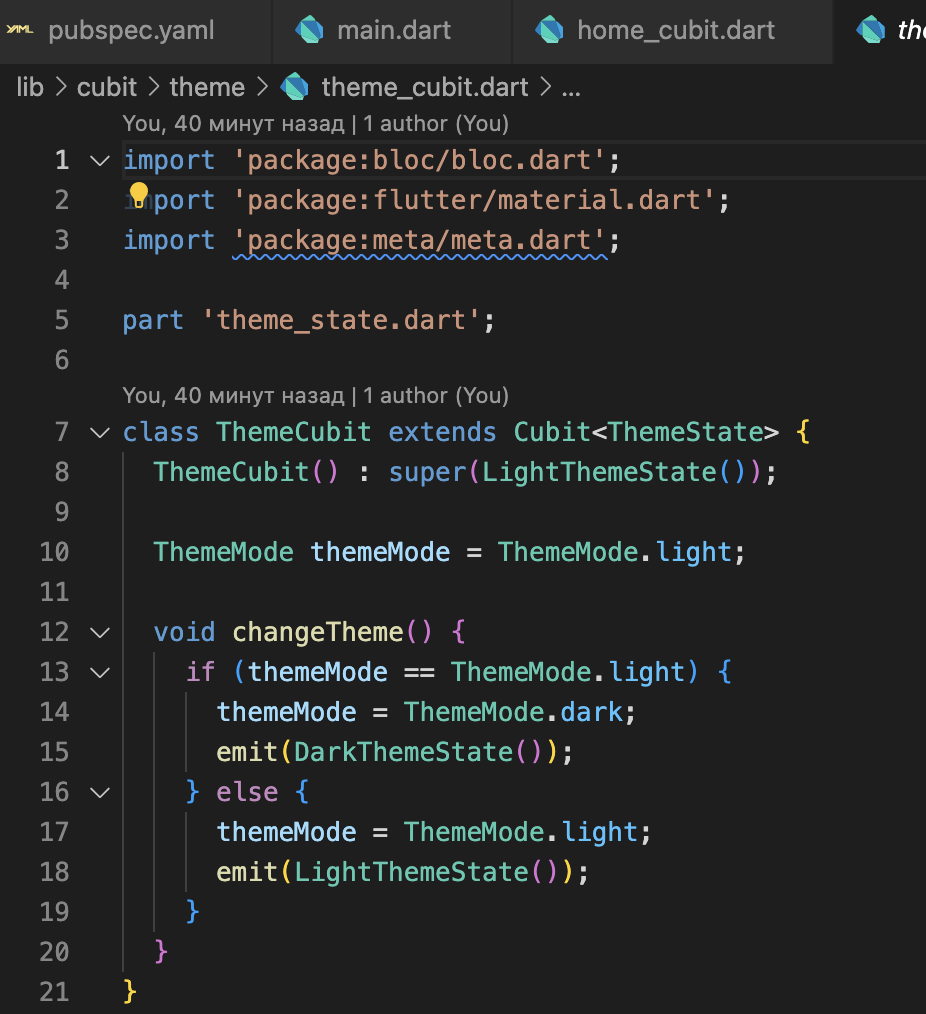 YAML pubspec.yaml main.dart home_cubit.dart the
lib > cubit > theme > theme_cubit.dart > ...
You, 40 минут назад | 1 author (You)
1 import 'package:bloc/bloc.dart';
2 import 'package:flutter/material.dart';
3 import 'package:meta/meta.dart';
4
5 part 'theme_state.dart';
6
You, 40 минут назад | 1 author (You)
7 class ThemeCubit extends Cubit<ThemeState> {
8 ThemeCubit() : super(LightThemeState());
9
10 ThemeMode themeMode = ThemeMode.light;
11
12 void changeTheme() {
13 if (themeMode == ThemeMode.light) {
14 themeMode = ThemeMode.dark;
15 emit(DarkThemeState());
16 } else {
17 themeMode = ThemeMode.light;
18 emit(LightThemeState());
19 }
20 }
21 }